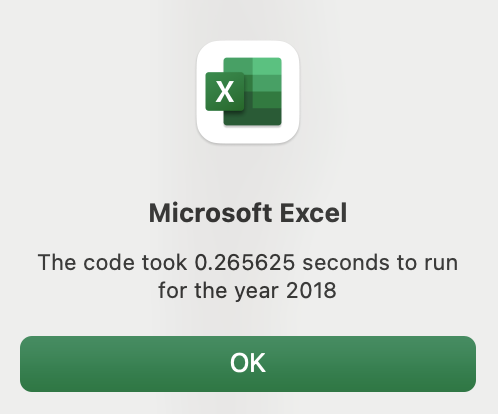 X
Microsoft Excel
The code took 0.265625 seconds to run
for the year 2018
OK